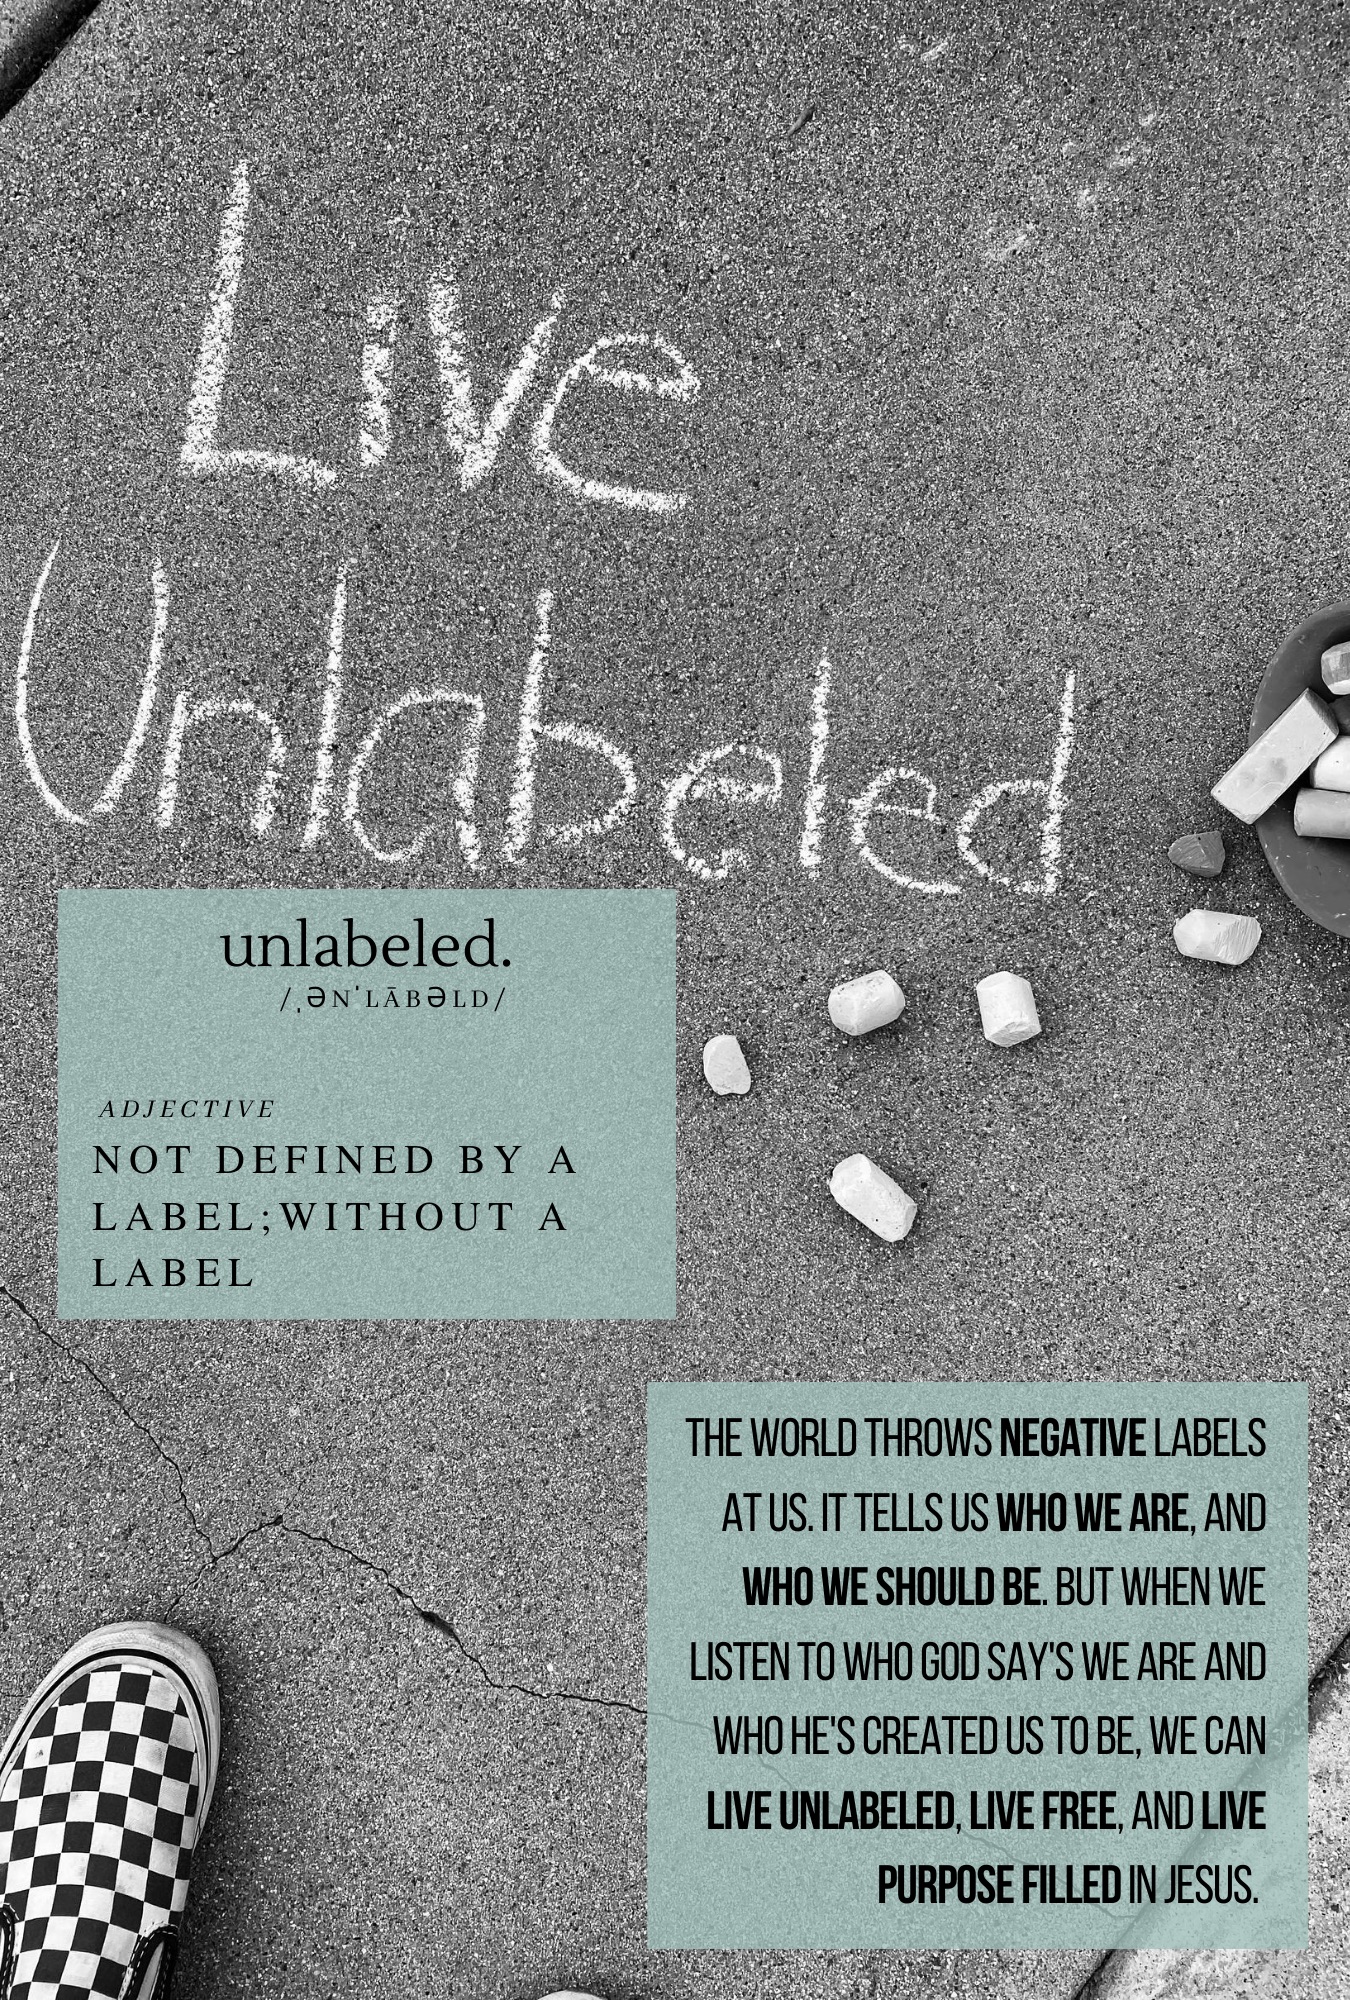 Live
Unlabeled
unlabeled.
/ˌənˈlābəld/
ADJECTIVE
NOT DEFINED BY A
LABEL;WITHOUT A
LABEL
THE WORLD THROWS NEGATIVE LABELS
AT US. IT TELLS US WHO WE ARE, AND
WHO WE SHOULD BE. BUT WHEN WE
LISTEN TO WHO GOD SAY'S WE ARE AND
WHO HE'S CREATED US TO BE, WE CAN
LIVE UNLABELED, LIVE FREE, AND LIVE
PURPOSE FILLED IN JESUS.